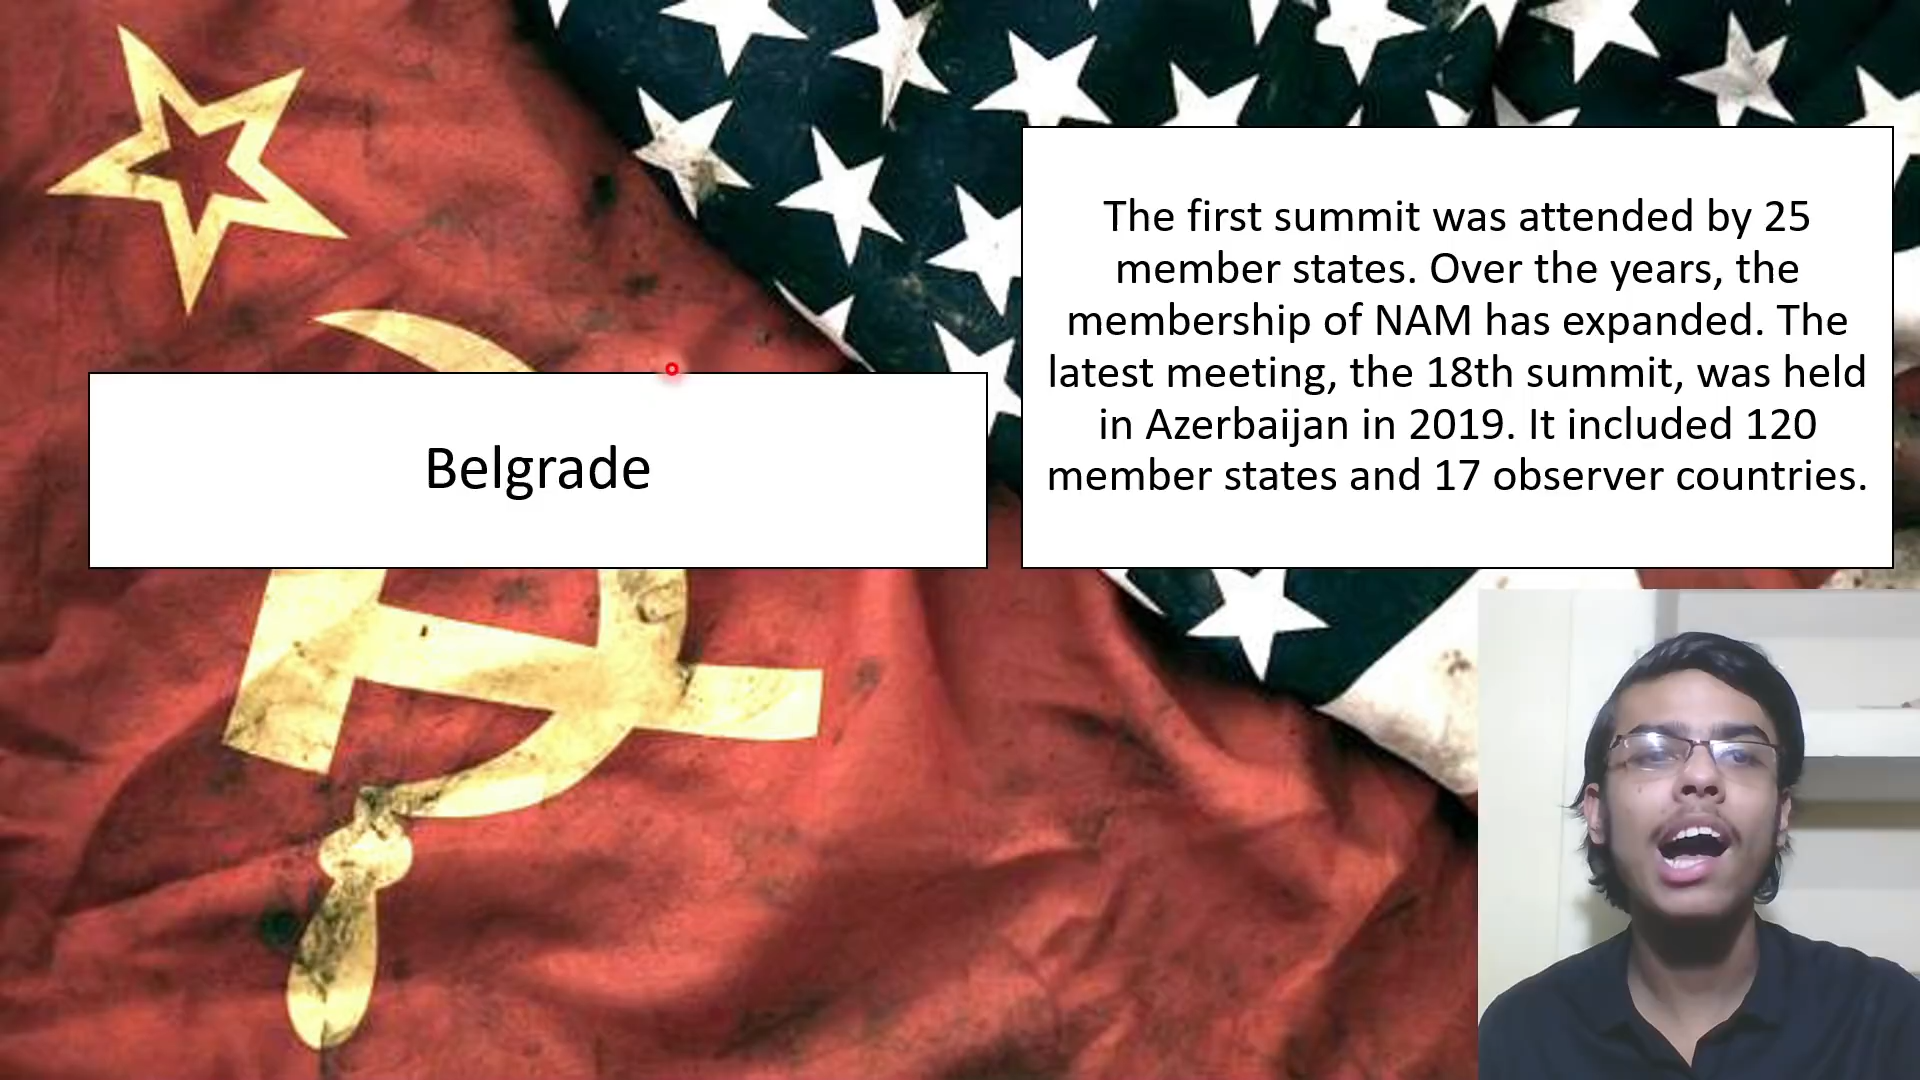 Belgrade
The first summit was attended by 25
member states. Over the years, the
membership of NAM has expanded. The
latest meeting, the 18th summit, was held
in Azerbaijan in 2019. It included 120
member states and 17 observer countries.